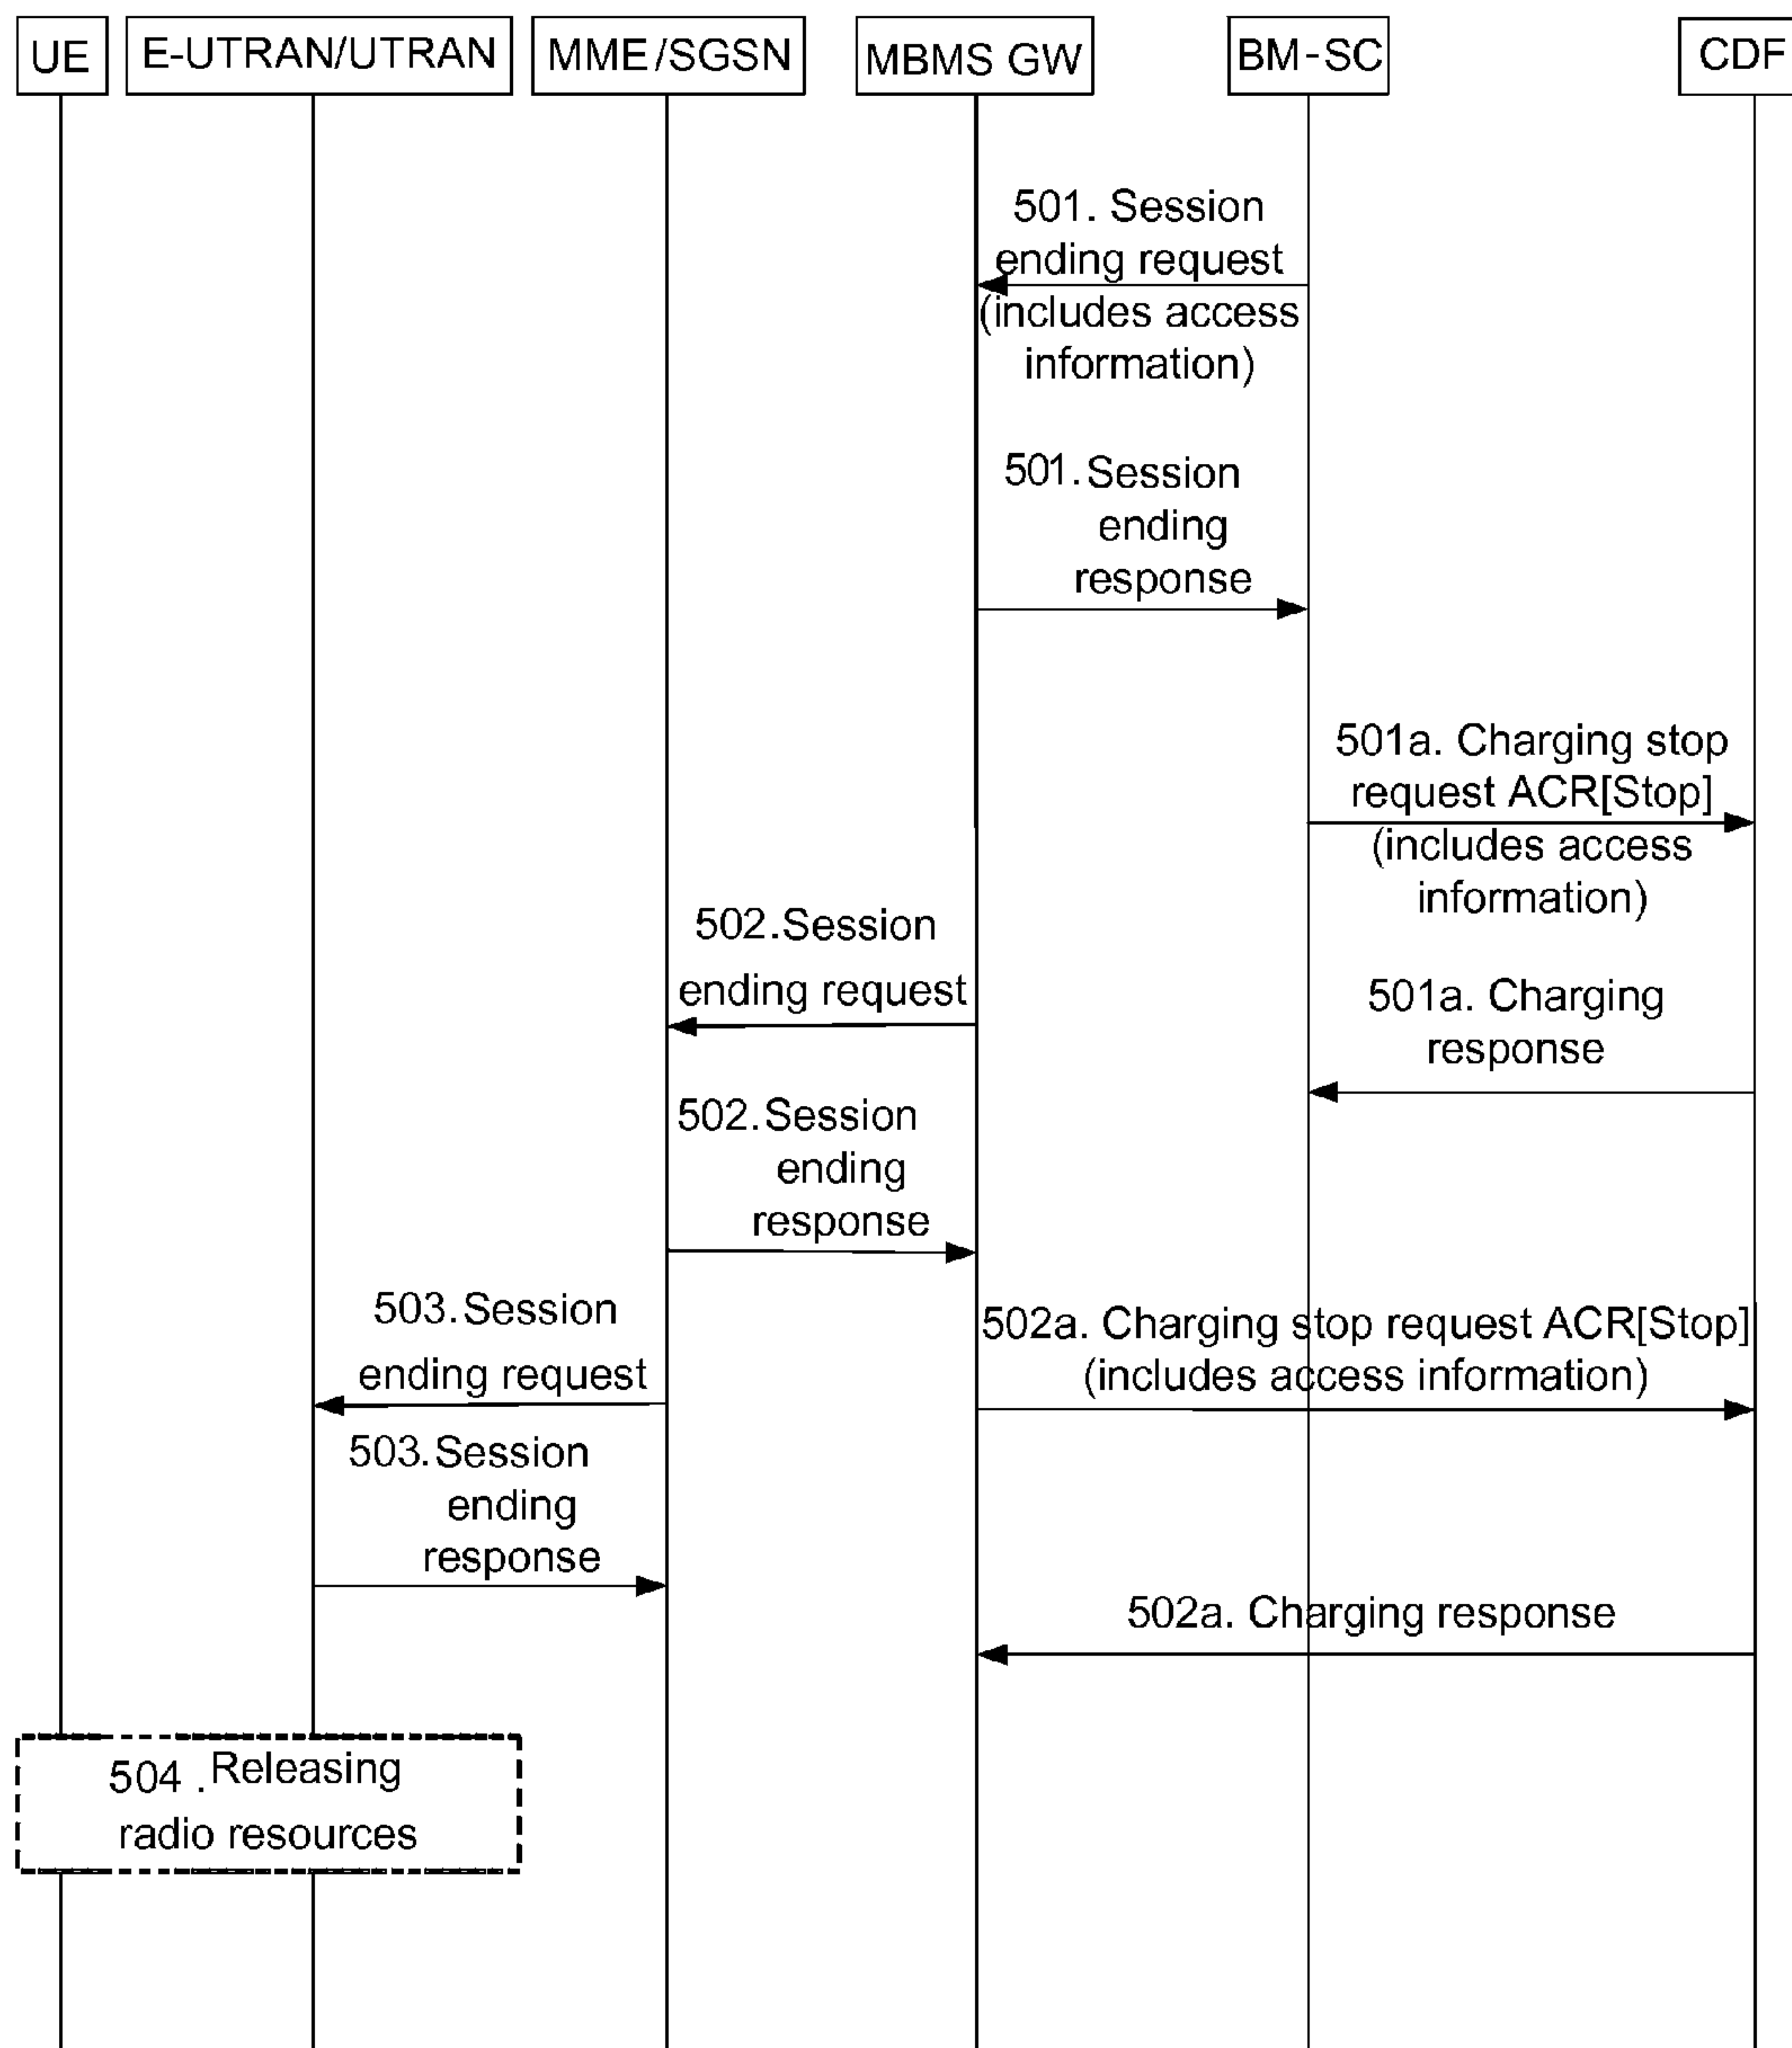 UE
E-UTRAN/UTRAN
MME/SGSN
MBMS GW
BM-SC
CDF
501. Session
ending request
(includes access
information)
501. Session
ending
response
501a. Charging stop
request ACR[Stop]
(includes access
information)
502.Session
ending request
501a. Charging
response
502.Session
ending
response
503.Session
ending request
502a. Charging stop request ACR[Stop]
(includes access information)
503.Session
ending
response
502a. Charging response
504 .Releasing
radio resources